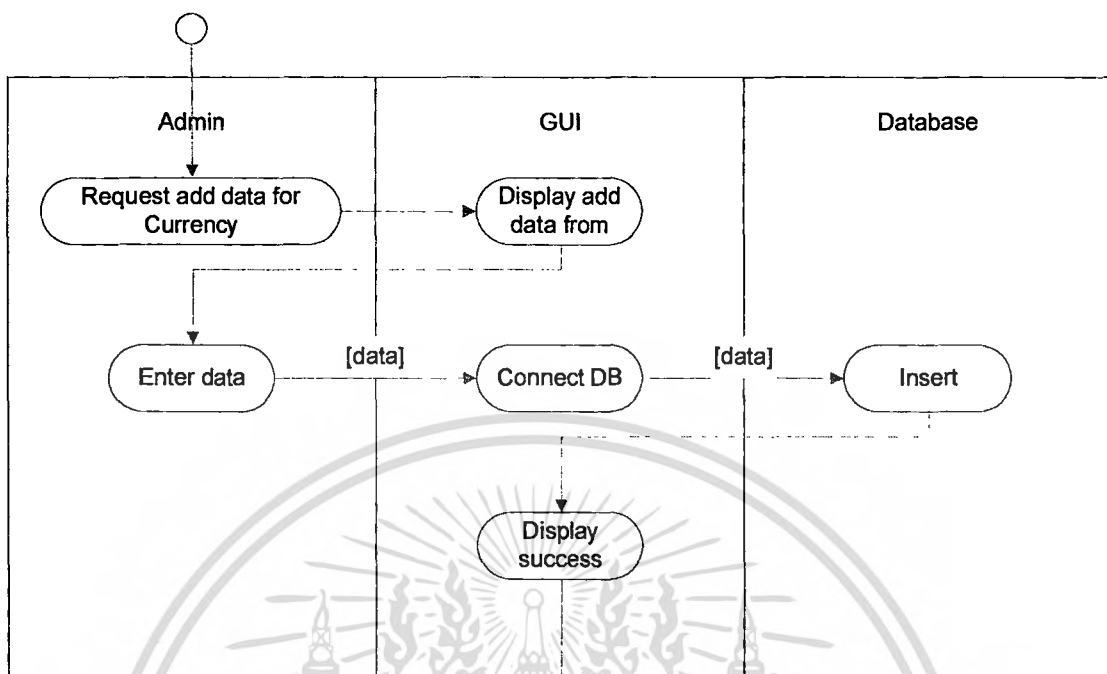 Admin
GUI
Database
Request add data for
Currency
Display add
data from
Enter data
[data]
Connect DB
[data]
Insert
Display
success